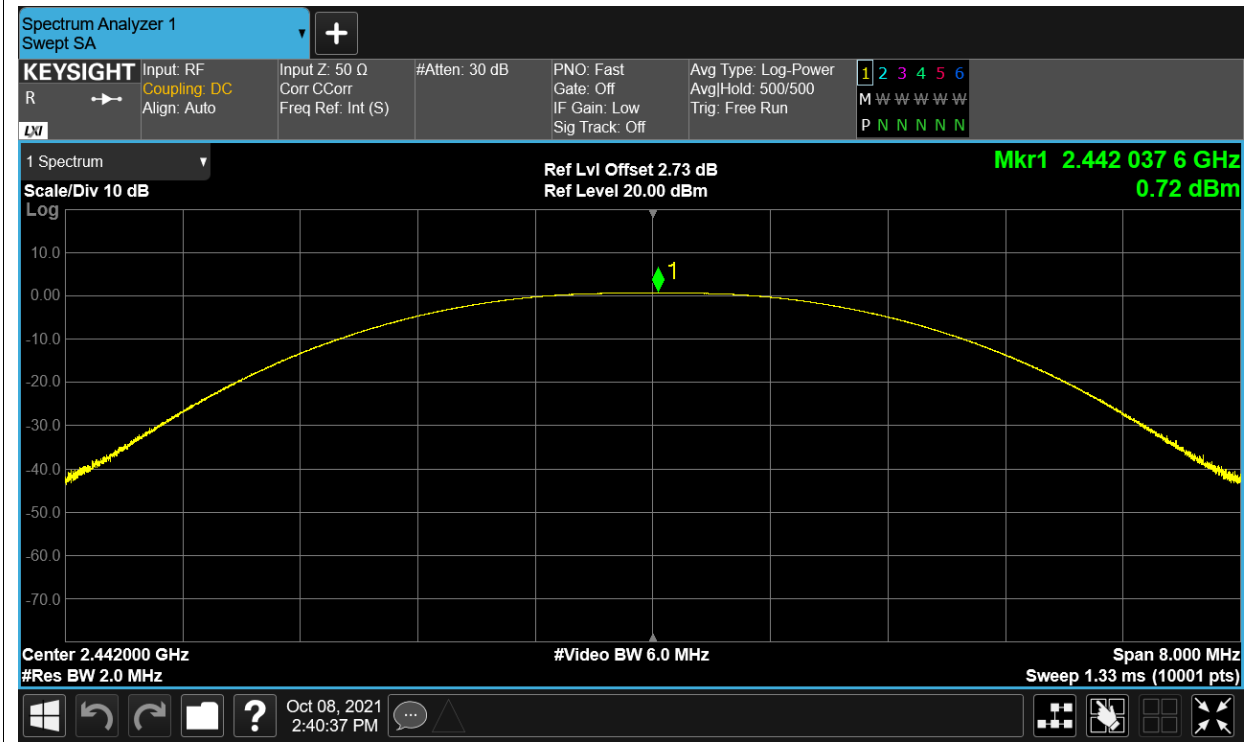 Spectrum Analyzer 1
Swept SA
KEYSIGHT
R
LXI
Input: RF
Coupling: DC
Align: Auto
Input Z: 50 Ω
Corr CCorr
Freq Ref: Int (S)
#Atten: 30 dB
PNO: Fast
Gate: Off
IF Gain: Low
Sig Track: Off
Avg Type: Log-Power
Avg|Hold: 500/500
Trig: Free Run
1 2 3 4 5 6
M W W W W W
P N N N N N
1 Spectrum
Scale/Div 10 dB
Log
Ref Lvl Offset 2.73 dB
Ref Level 20.00 dBm
Mkr1 2.442 037 6 GHz
0.72 dBm
1
10.0
0.00
-10.0
-20.0
-30.0
-40.0
-50.0
-60.0
-70.0
Center 2.442000 GHz
#Res BW 2.0 MHz
#Video BW 6.0 MHz
Span 8.000 MHz
Sweep 1.33 ms (10001 pts)
?
Oct 08, 2021
2:40:37 PM